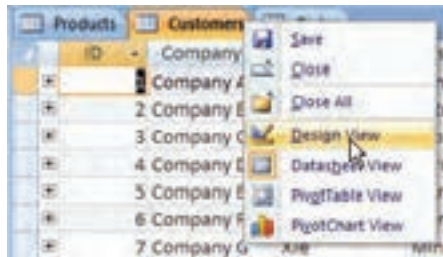 Products Customers
ID Company
Save
Close
Close All
Design View
Datasheet View
PivotTable View
PivotChart View
Company A
2 Company
3 Company C
4 Company
5 Company
6 Company F
7 Company G Xie